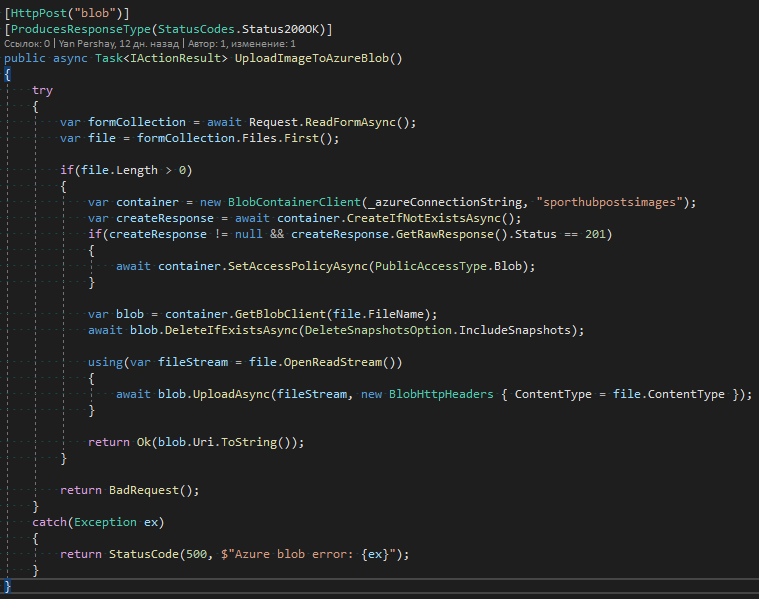 [HttpPost("blob")]
[ProducesResponseType(StatusCodes.Status200OK)]
Ссылок: 0 | Yan Pershay, 12 дн. назад | Автор: 1, изменение: 1
public async Task<IActionResult> UploadImageToAzureBlob()
{
try
{
var formCollection = await Request.ReadFormAsync();
var file = formCollection.Files.First();
if(file.Length > 0)
{
var container = new BlobContainerClient(_azureConnectionString, "sporthubpostsimages");
var createResponse = await container.CreateIfNotExistsAsync();
if(createResponse != null && createResponse.GetRawResponse().Status == 201)
{
await container.SetAccessPolicyAsync(PublicAccessType.Blob);
}
var blob = container.GetBlobClient(file.FileName);
await blob.DeleteIfExistsAsync(DeleteSnapshotsOption.IncludeSnapshots);
using(var fileStream = file.OpenReadStream())
{
await blob.UploadAsync(fileStream, new BlobHttpHeaders { ContentType = file.ContentType });
}
return Ok(blob.Uri.ToString());
}
return BadRequest();
}
catch(Exception ex)
{
return StatusCode(500, $"Azure blob error: {ex}");
}
}